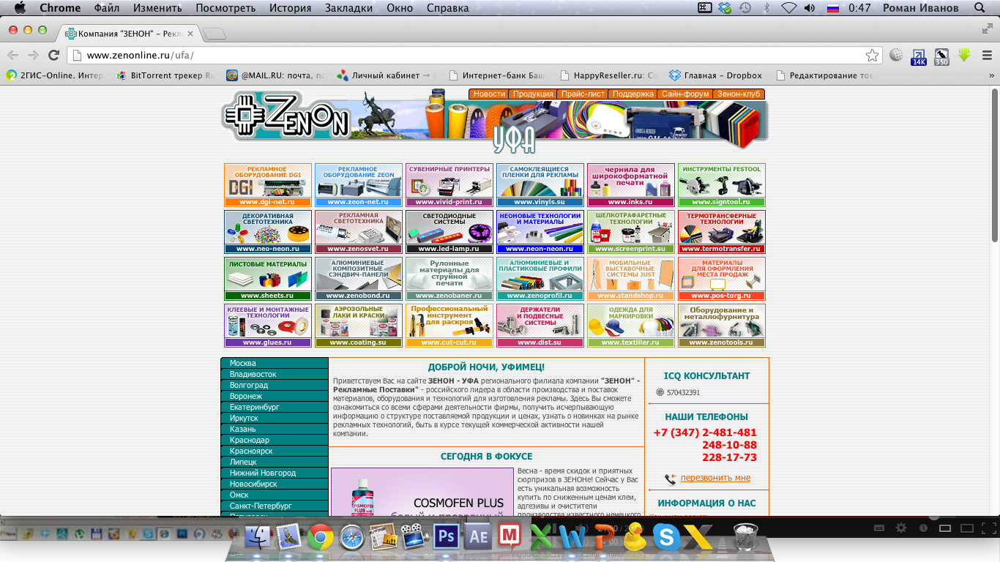 Chrome Файл Изменить Посмотреть История Закладки Окно Справка 0:47 Роман Иванов
Компания "ЗЕНОН" – Рекл
www.zenonline.ru/ufa/
14K 350
2ГИС-Online. Интер BitTorrent трекер Ru @MAIL.RU: почта, по Личный кабинет → Интернет-банк Баш HappyReseller.ru: Со Главная – Dropbox Редактирование тов »
Новости Продукция Прайс-лист Поддержка Сайн-форум Зенон-клуб
ZENON
УФА
РЕКЛАМНОЕ ОБОРУДОВАНИЕ DGI
DGI
www.dgi-net.ru
РЕКЛАМНОЕ ОБОРУДОВАНИЕ ZEON
www.zeon-net.ru
СУВЕНИРНЫЕ ПРИНТЕРЫ
www.vivid-print.ru
САМОКЛЕЯЩИЕСЯ ПЛЕНКИ ДЛЯ РЕКЛАМЫ
www.vinyls.su
чернила для широкоформатной печати
www.inks.ru
ИНСТРУМЕНТЫ FESTOOL
www.signtool.ru
ДЕКОРАТИВНАЯ СВЕТОТЕХНИКА
www.neo-neon.ru
РЕКЛАМНАЯ СВЕТОТЕХНИКА
www.zenosvet.ru
СВЕТОДИОДНЫЕ СИСТЕМЫ
www.led-lamp.ru
НЕОНОВЫЕ ТЕХНОЛОГИИ И МАТЕРИАЛЫ
www.neon-neon.ru
ШЕЛКОТРАФАРЕТНЫЕ ТЕХНОЛОГИИ
www.screenprint.su
ТЕРМОТРАНСФЕРНЫЕ ТЕХНОЛОГИИ
www.termotransfer.ru
ЛИСТОВЫЕ МАТЕРИАЛЫ
www.sheets.ru
АЛЮМИНИЕВЫЕ КОМПОЗИТНЫЕ СЭНДВИЧ-ПАНЕЛИ
www.zenobond.ru
Рулонные материалы для струйной печати
www.zenobaner.ru
АЛЮМИНИЕВЫЕ И ПЛАСТИКОВЫЕ ПРОФИЛИ
www.zenoprofil.ru
МОБИЛЬНЫЕ ВЫСТАВОЧНЫЕ СИСТЕМЫ JUST
www.standshop.ru
МАТЕРИАЛЫ ДЛЯ ОФОРМЛЕНИЯ МЕСТА ПРОДАЖ
www.pos-torg.ru
КЛЕЕВЫЕ И МОНТАЖНЫЕ ТЕХНОЛОГИИ
www.glues.ru
АЭРОЗОЛЬНЫЕ ЛАКИ И КРАСКИ
www.coating.su
Профессиональный инструмент для раскроя
www.cut-cut.ru
ДЕРЖАТЕЛИ И ПОДВЕСНЫЕ СИСТЕМЫ
www.dist.su
ОДЕЖДА ДЛЯ МАРКИРОВКИ
www.textiller.ru
Оборудование и металлофурнитура
www.zenotools.ru
Москва
Владивосток
Волгоград
Воронеж
Екатеринбург
Иркутск
Казань
Краснодар
Красноярск
Липецк
Нижний Новгород
Новосибирск
Омск
Санкт-Петербург
ДОБРОЙ НОЧИ, УФИМЕЦ!
Приветствуем Вас на сайте ЗЕНОН - УФА регионального филиала компании "ЗЕНОН" -
Рекламные Поставки" - российского лидера в области производства и поставок
материалов, оборудования и технологий для изготовления рекламы. Здесь Вы сможете
ознакомиться со всеми сферами деятельности фирмы, получить исчерпывающую
информацию о структуре поставляемой продукции и ценах, узнать о новинках на рынке
рекламных технологий, быть в курсе текущей коммерческой активности нашей
компании.
СЕГОДНЯ В ФОКУСЕ
COSMOFEN PLUS
COSMOFEN PLUS
белый и прозрачный
Весна - время скидок и приятных
сюрпризов в ЗЕНОНе! Сейчас у Вас
есть уникальная возможность
купить по сниженным ценам клеи,
адгезивы и очистители
производства известного немецкого
ICQ КОНСУЛЬТАНТ
570432391
НАШИ ТЕЛЕФОНЫ
+7 (347) 2-481-481
248-10-88
228-17-73
перезвонить мне
ИНФОРМАЦИЯ О НАС
Ps AE